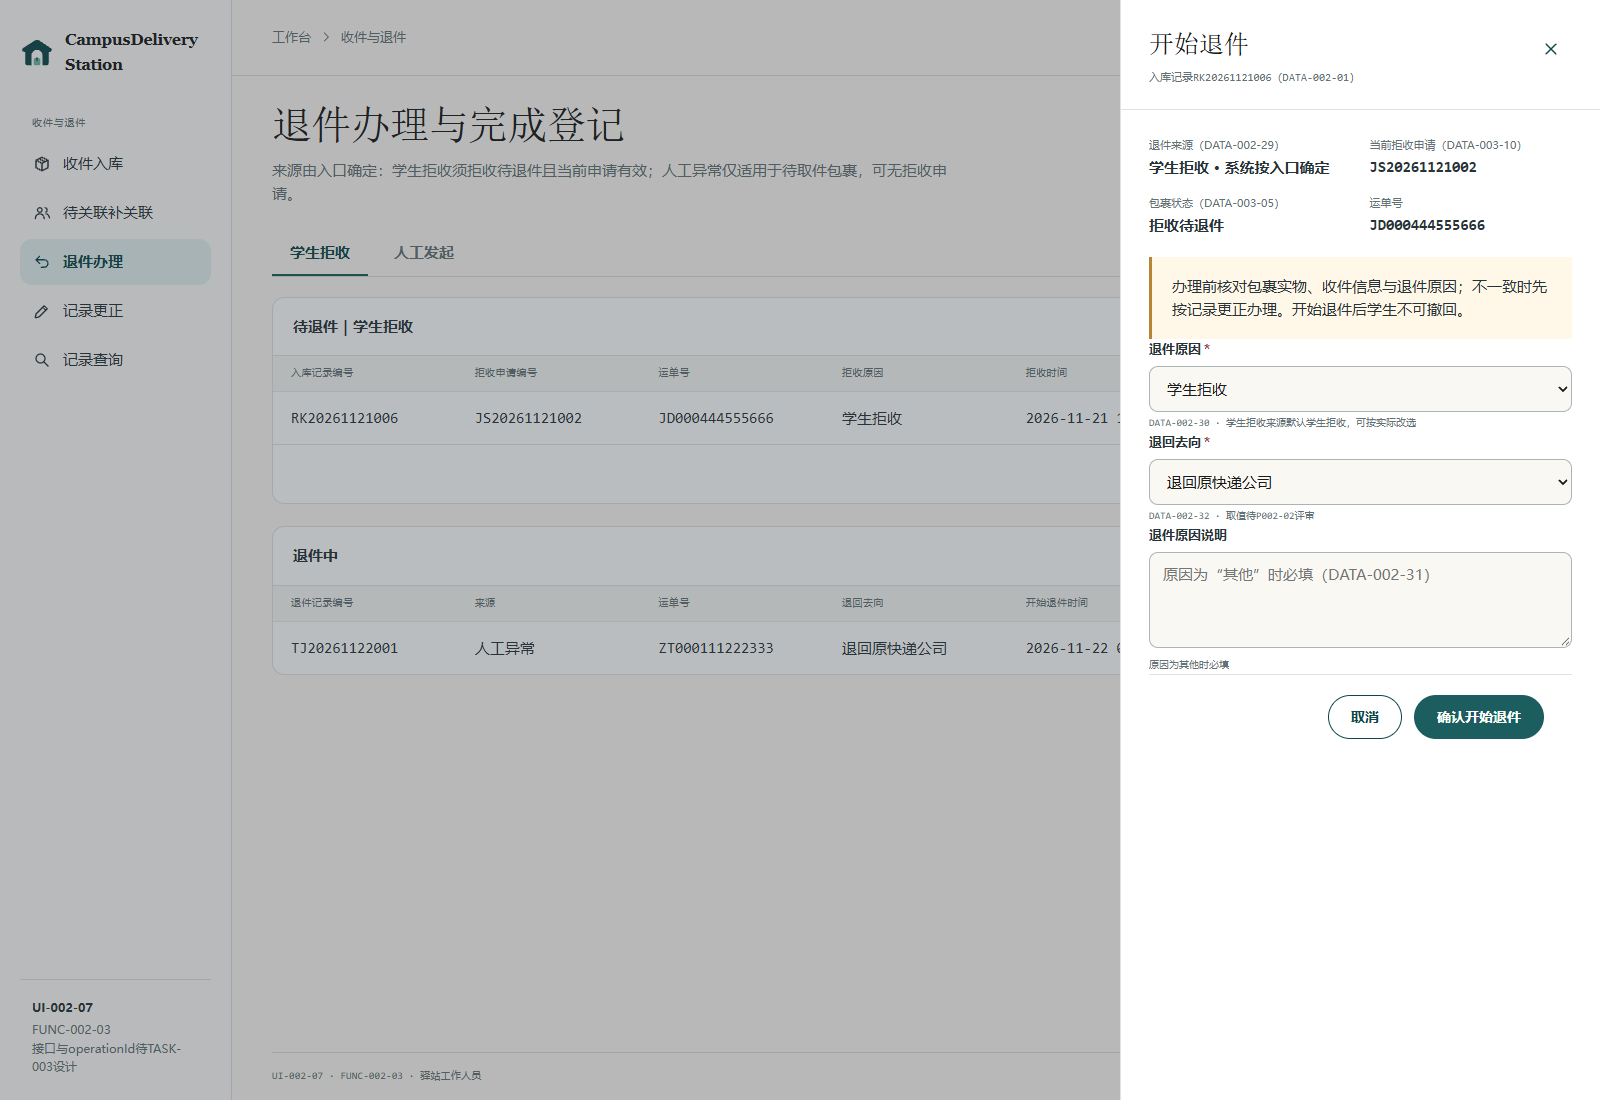 CampusDelivery
Station
收件与退件
收件入库
待关联补关联
退件办理
记录更正
记录查询
UI-002-07
FUNC-002-03
接口与operationId待TASK-
003设计
工作台 > 收件与退件
退件办理与完成登记
来源由入口确定：学生拒收须拒收待退件且当前申请有效；人工异常仅适用于待取件包裹，可无拒收申
请。
学生拒收 人工发起
待退件 | 学生拒收
入库记录编号 拒收申请编号 运单号 拒收原因 拒收时间
RK20261121006 JS20261121002 JD000444555666 学生拒收 2026-11-21
退件中
退件记录编号 来源 运单号 退回去向 开始退件时间
TJ20261122001 人工异常 ZT000111222333 退回原快递公司 2026-11-22
UI-002-07 · FUNC-002-03 · 驿站工作人员
开始退件
入库记录RK20261121006（DATA-002-01）
退件来源（DATA-002-29） 当前拒收申请（DATA-003-10）
学生拒收 • 系统按入口确定 JS20261121002
包裹状态（DATA-003-05） 运单号
拒收待退件 JD000444555666
办理前核对包裹实物、收件信息与退件原因；不一致时先
按记录更正办理。开始退件后学生不可撤回。
退件原因 *
学生拒收
DATA-002-30 · 学生拒收来源默认学生拒收，可按实际改选
退回去向 *
退回原快递公司
DATA-002-32 · 取值待P002-02评审
退件原因说明
原因为“其他”时必填（DATA-002-31）
原因为其他时必填
取消 确认开始退件